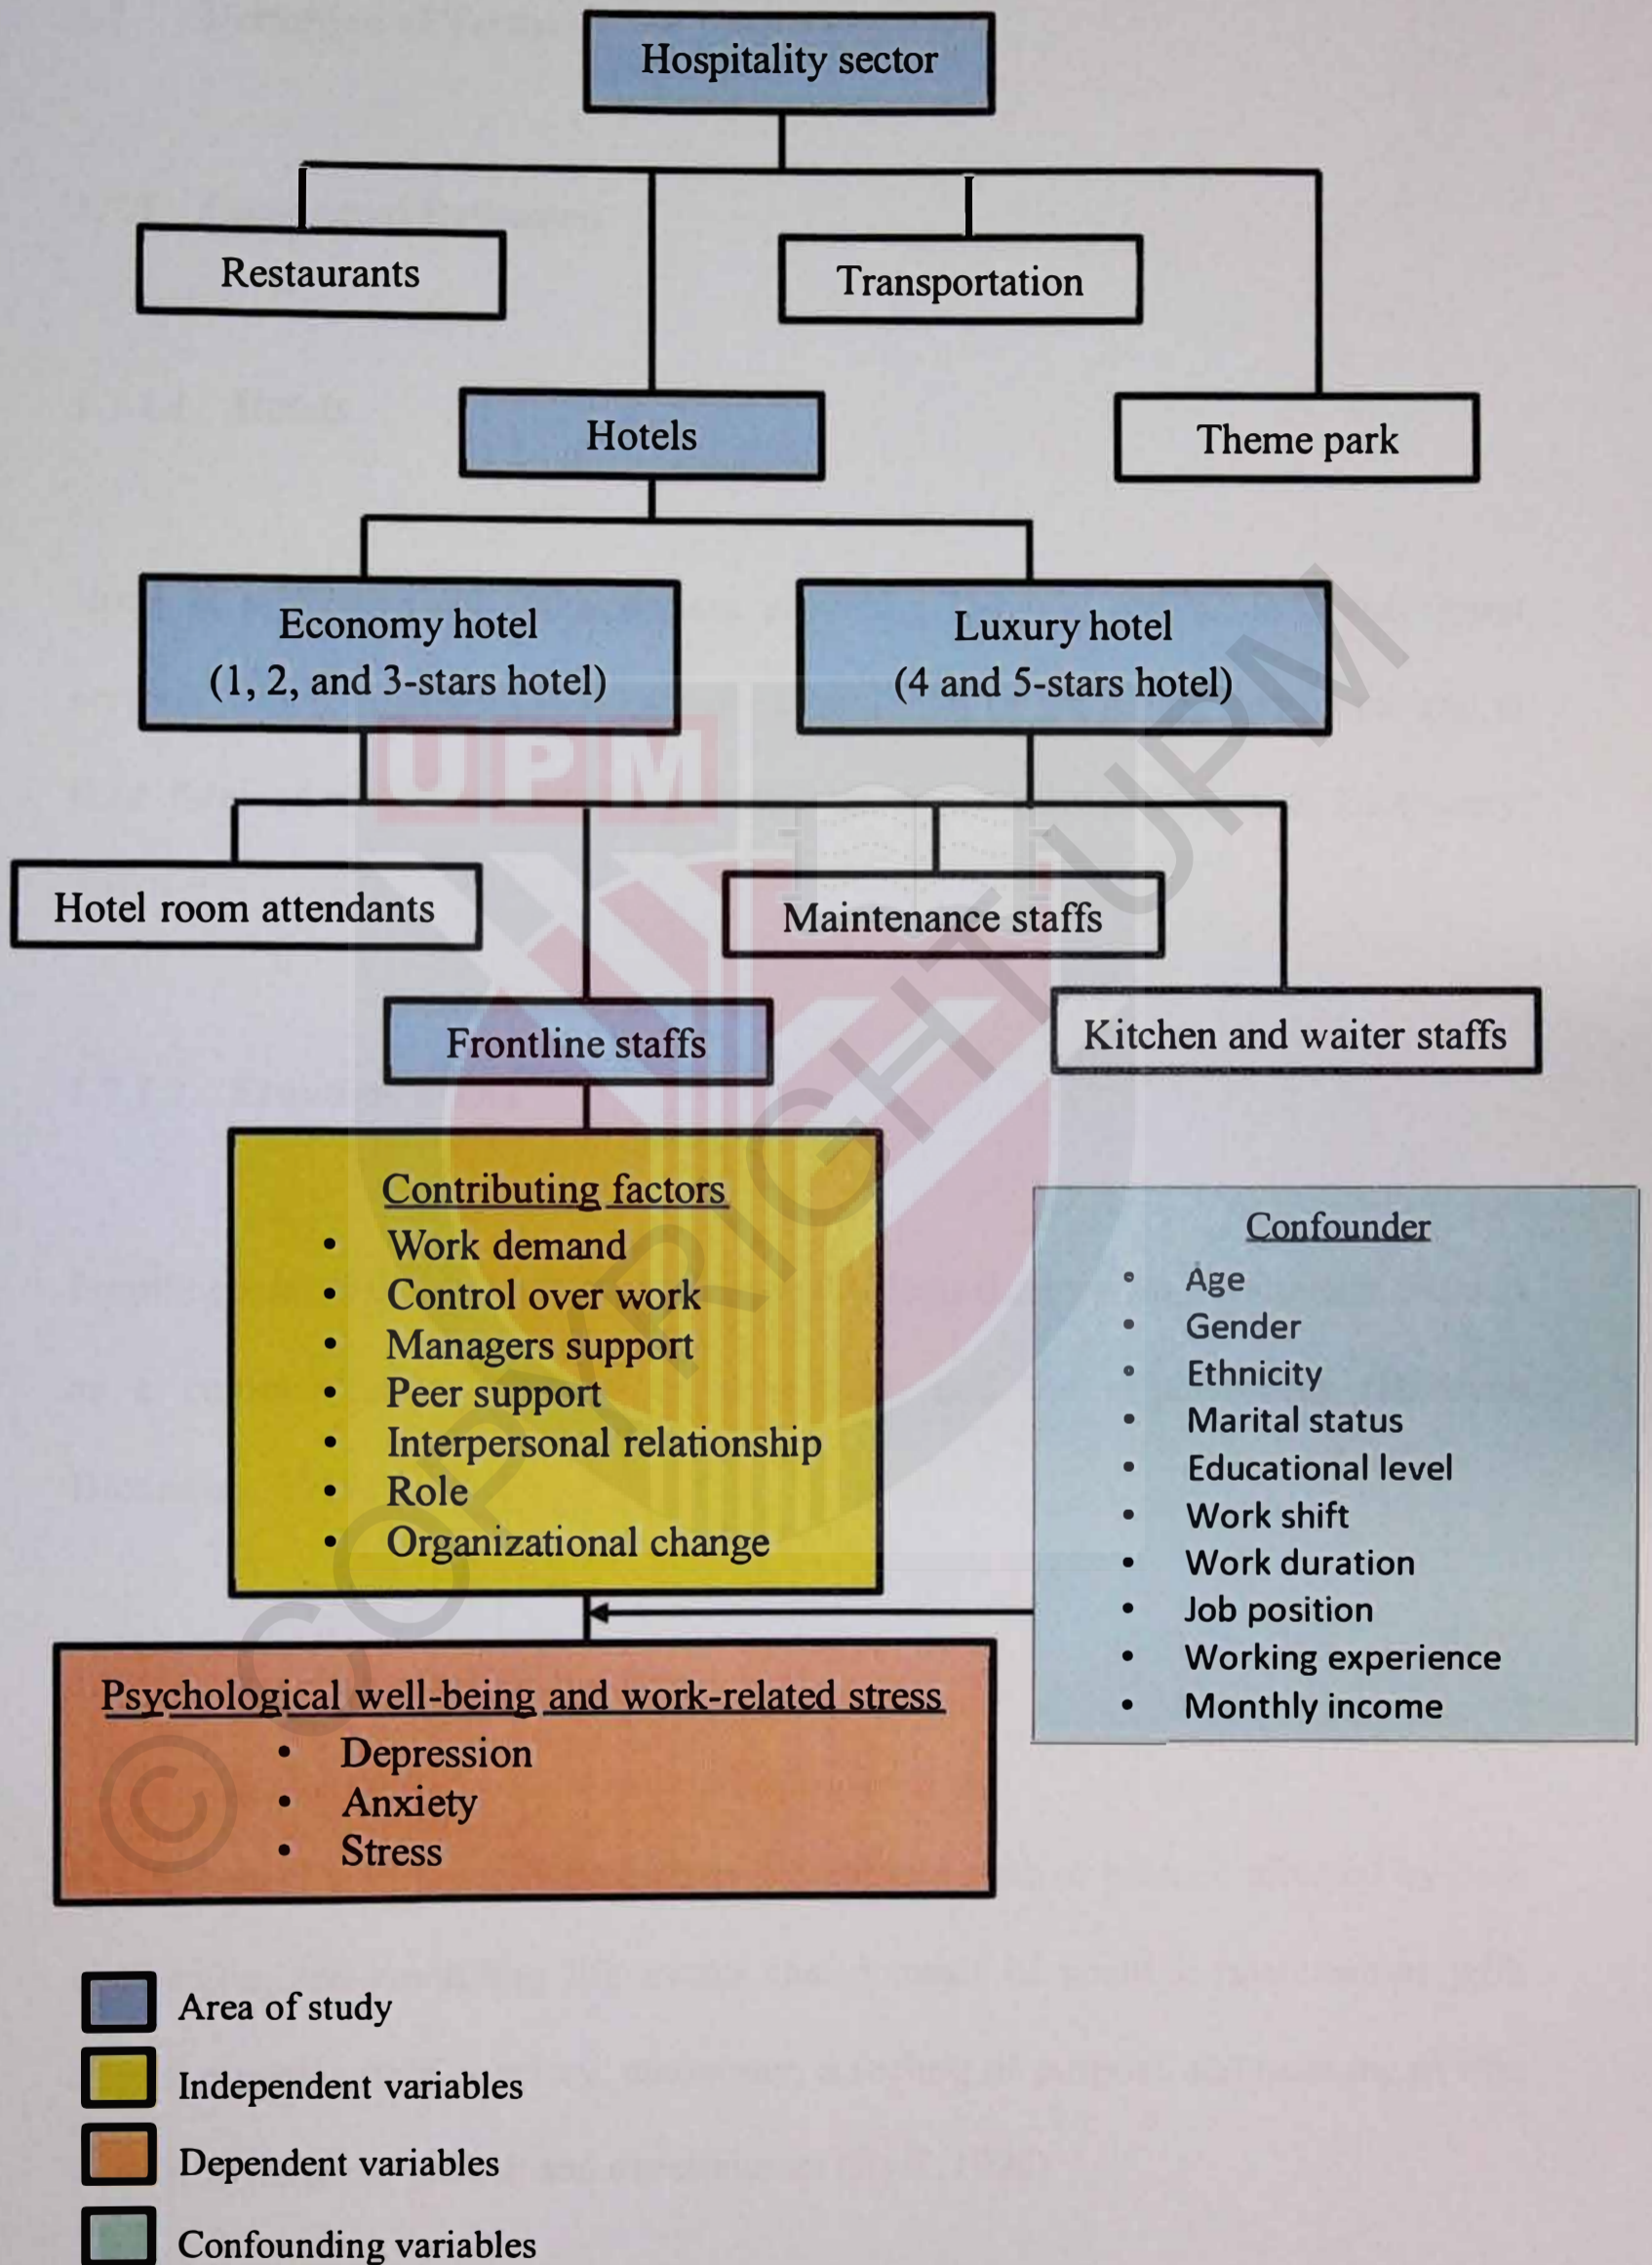 Hospitality sector
Restaurants
Transportation
Hotels
Theme park
Economy hotel
(1, 2, and 3-stars hotel)
Luxury hotel
(4 and 5-stars hotel)
UPM
Hotel room attendants
Maintenance staffs
Frontline staffs
Kitchen and waiter staffs
Contributing factors
• Work demand
• Control over work
• Managers support
• Peer support
• Interpersonal relationship
• Role
• Organizational change
Confounder
• Age
• Gender
• Ethnicity
• Marital status
• Educational level
• Work shift
• Work duration
• Job position
• Working experience
• Monthly income
Psychological well-being and work-related stress
• Depression
• Anxiety
• Stress
Area of study
Independent variables
Dependent variables
Confounding variables
© COPYRIGHT UPM